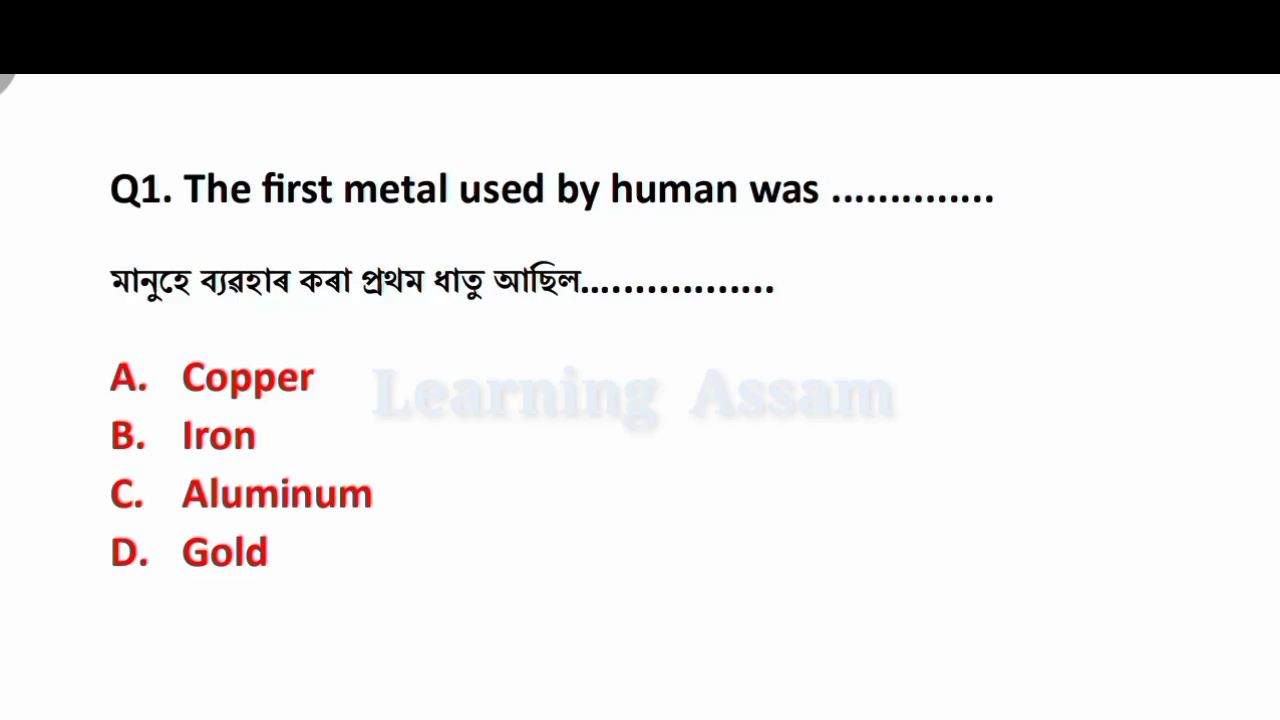 Q1. The first metal used by human was ..............
মানুহে ব্যৱহাৰ কৰা প্ৰথম ধাতু আছিল.................
A. Copper
Learning Assam
B. Iron
C. Aluminum
D. Gold